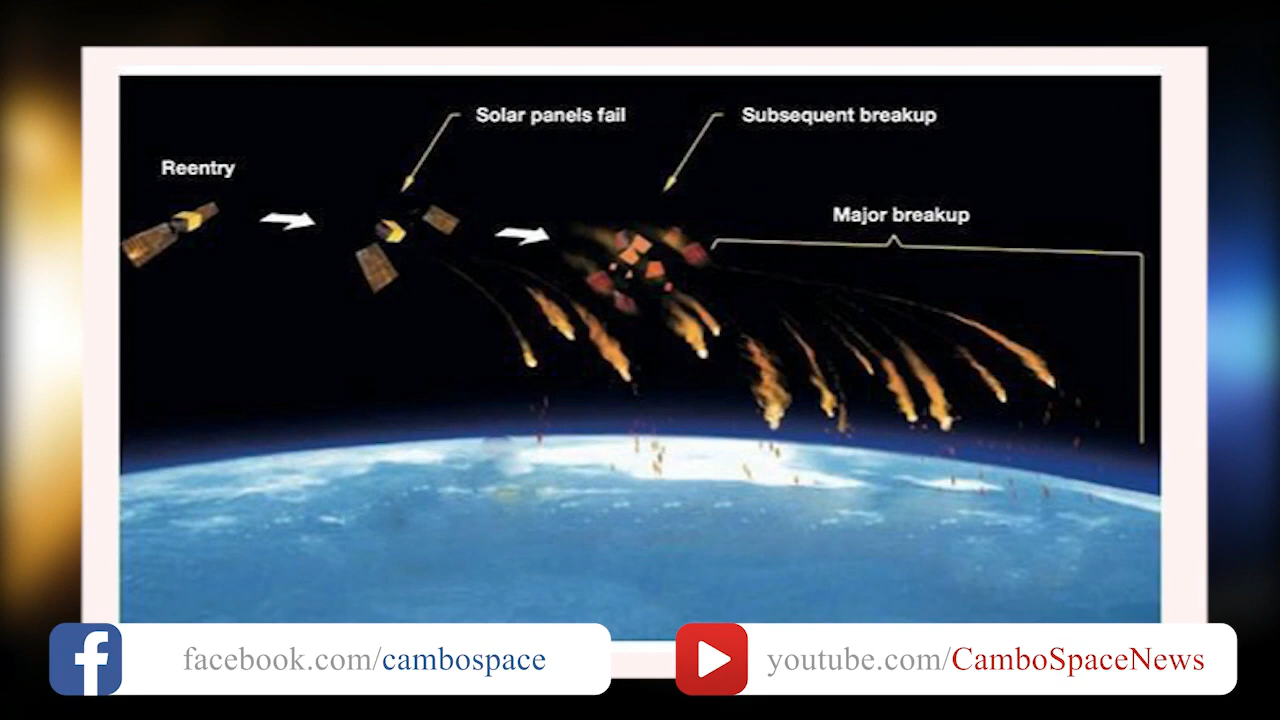 Solar panels fail
Subsequent breakup
Reentry
Major breakup
facebook.com/cambospace
youtube.com/CamboSpaceNews